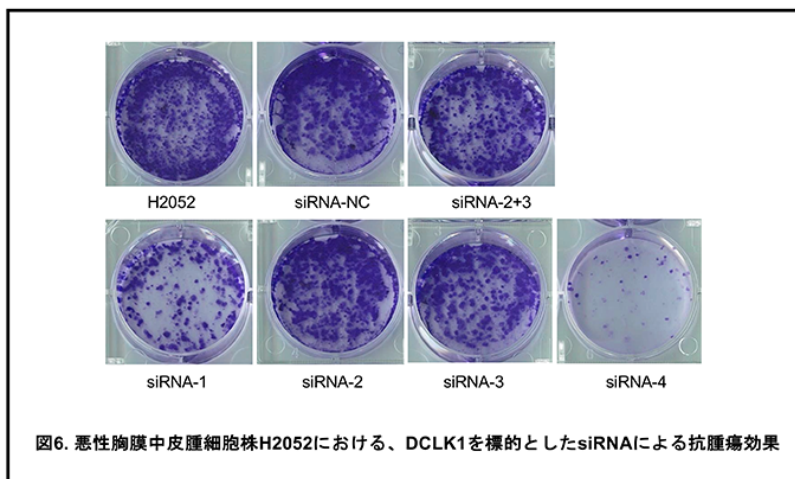 H2052 siRNA-NC siRNA-2+3
siRNA-1 siRNA-2 siRNA-3 siRNA-4
図6. 悪性胸膜中皮腫細胞株H2052における、DCLK1を標的としたsiRNAによる抗腫瘍効果